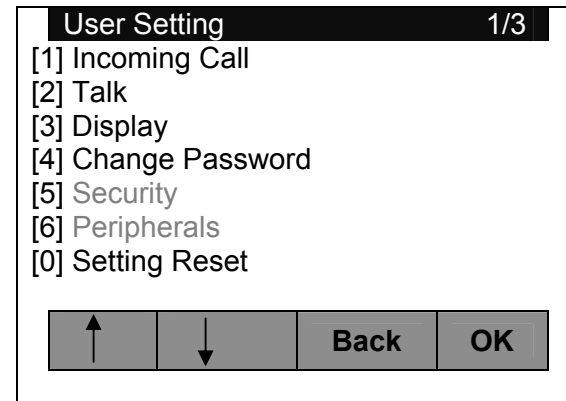 User Setting 1/3
[1] Incoming Call
[2] Talk
[3] Display
[4] Change Password
[5] Security
[6] Peripherals
[0] Setting Reset
↑ ↓ Back OK